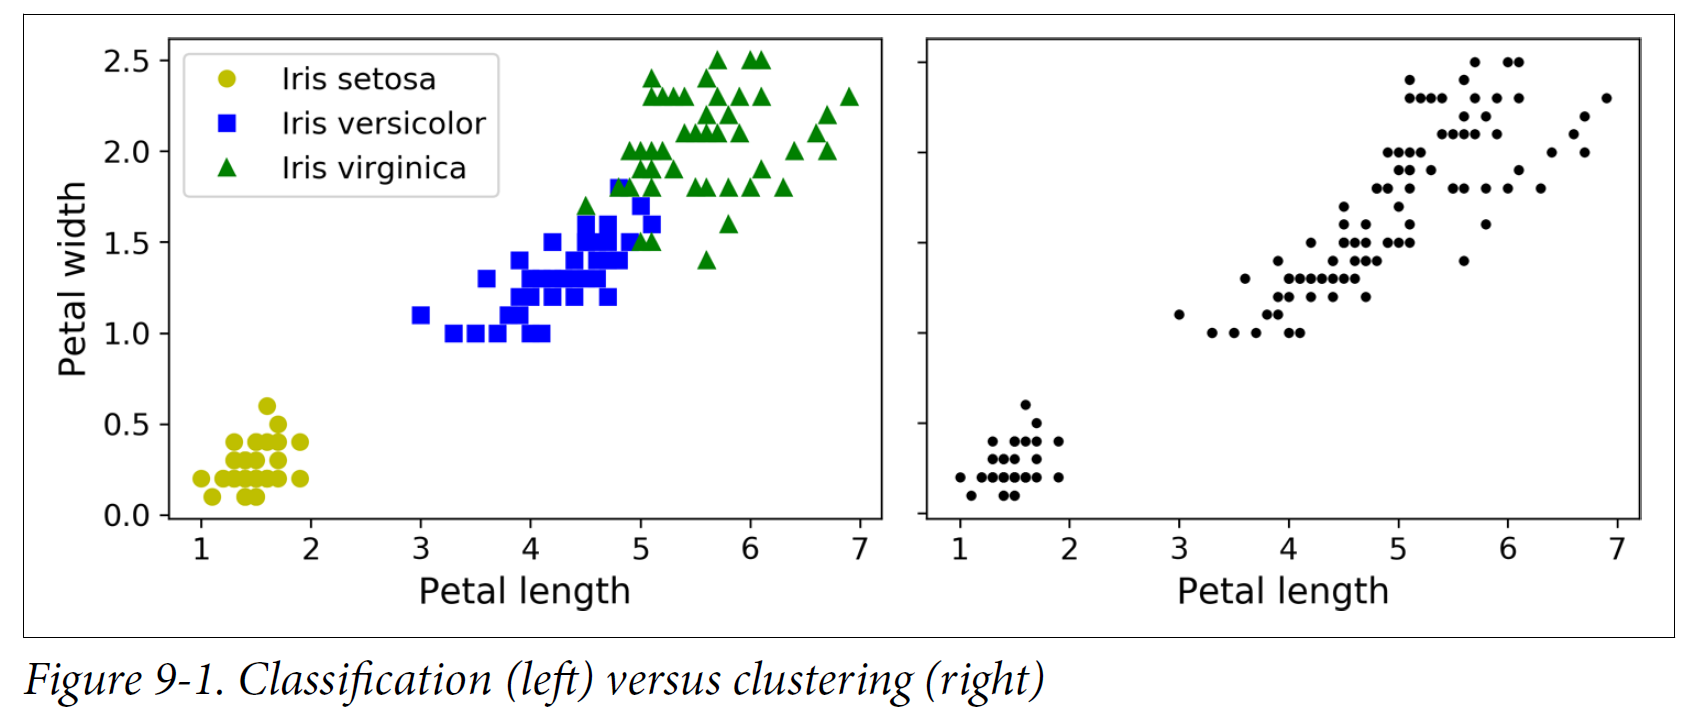 2.5
2.0
1.5
1.0
0.5
0.0
Petal width
Iris setosa
Iris versicolor
Iris virginica
1 2 3 4 5 6 7
Petal length
1 2 3 4 5 6 7
Petal length
Figure 9-1. Classification (left) versus clustering (right)